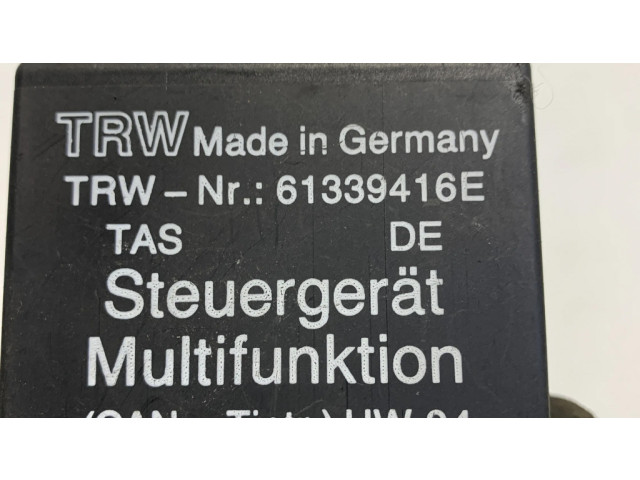 TRW Made in Germany
TRW – Nr.: 61339416E
TAS DE
Steuergerät
Multifunktion